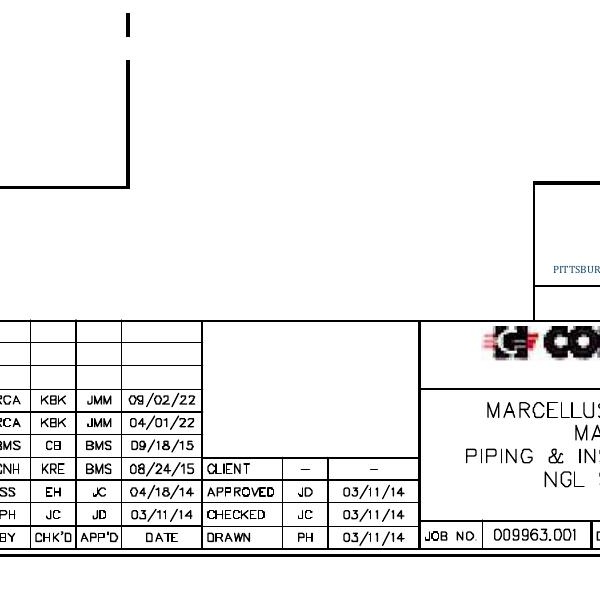 PITTSBUR
CO
RCA KBK JMM 09/02/22
RCA KBK JMM 04/01/22
BMS CB BMS 09/18/15
CNH KRE BMS 08/24/15 CLIENT – –
SS EH JC 04/18/14 APPROVED JD 03/11/14
PH JC JD 03/11/14 CHECKED JC 03/11/14
BY CHK'D APP'D DATE DRAWN PH 03/11/14
MARCELLUS
MA
PIPING & INS
NGL
JOB NO. 009963.001